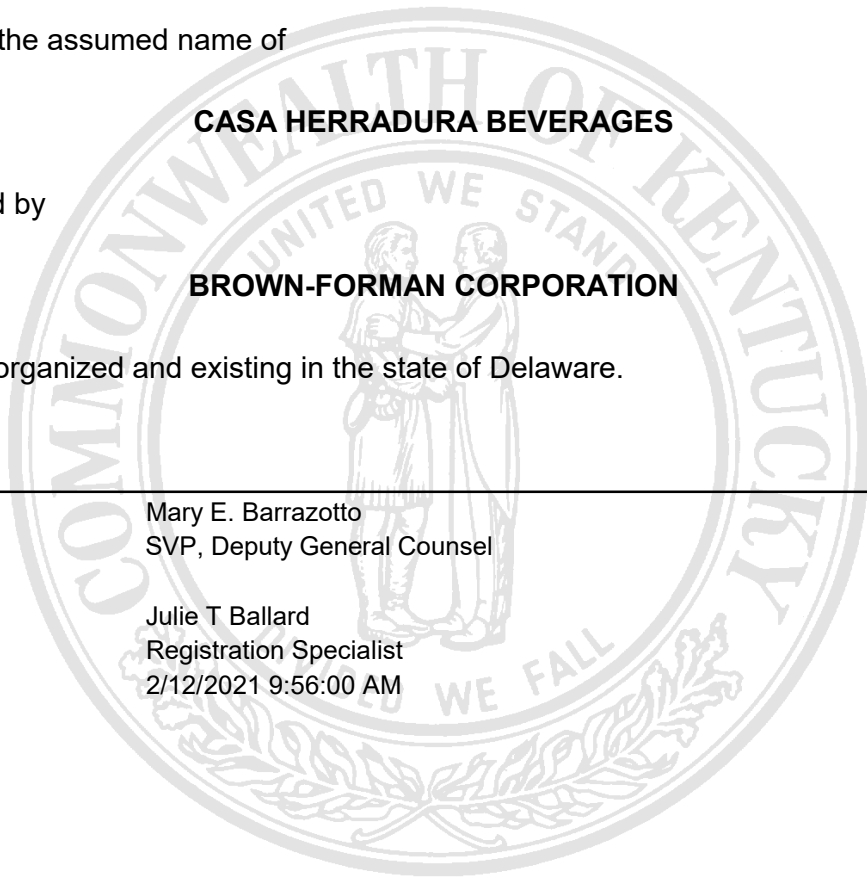 the assumed name of
CASA HERRADURA BEVERAGES
d by
BROWN-FORMAN CORPORATION
organized and existing in the state of Delaware.
Mary E. Barrazotto
SVP, Deputy General Counsel
Julie T Ballard
Registration Specialist
2/12/2021 9:56:00 AM
COMMONWEALTH OF KENTUCKY
UNITED WE STAND
DIVIDED WE FALL